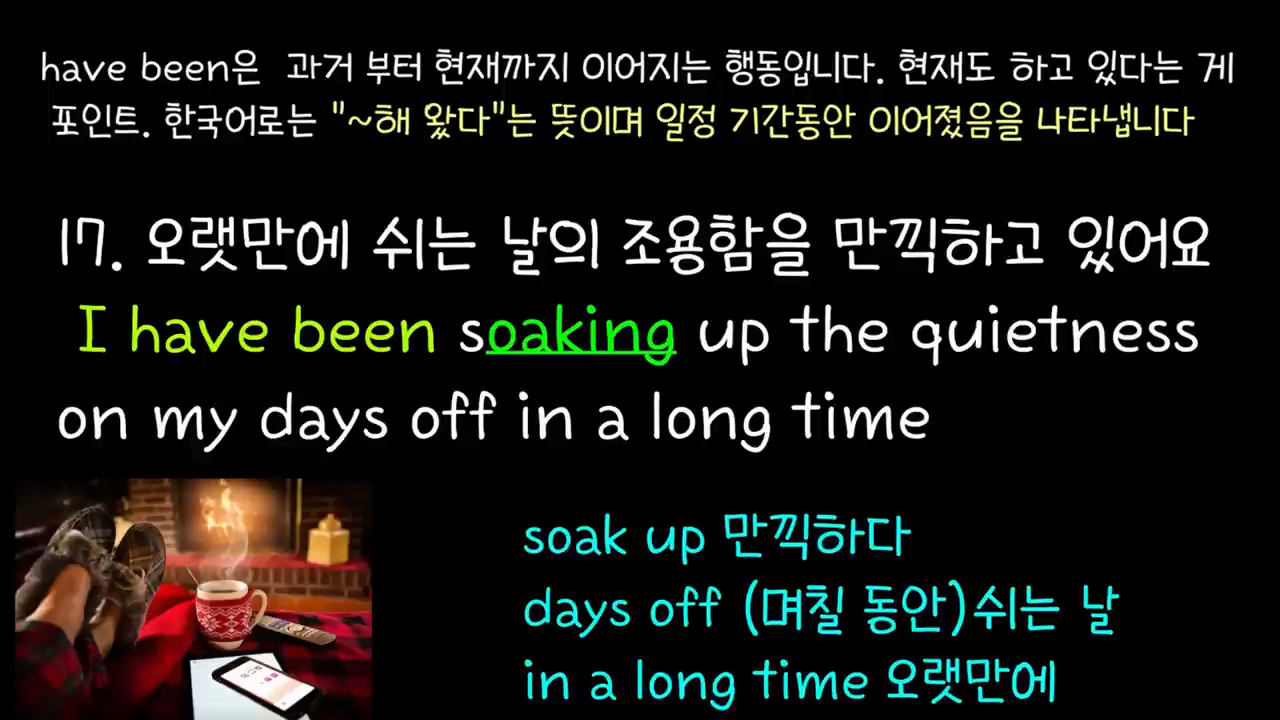 have been은 과거 부터 현재까지 이어지는 행동입니다. 현재도 하고 있다는 게
포인트. 한국어로는 "~해 왔다"는 뜻이며 일정 기간동안 이어졌음을 나타냅니다
17. 오랫만에 쉬는 날의 조용함을 만끽하고 있어요
I have been soaking up the quietness
on my days off in a long time
soak up 만끽하다
days off (며칠 동안)쉬는 날
in a long time 오랫만에